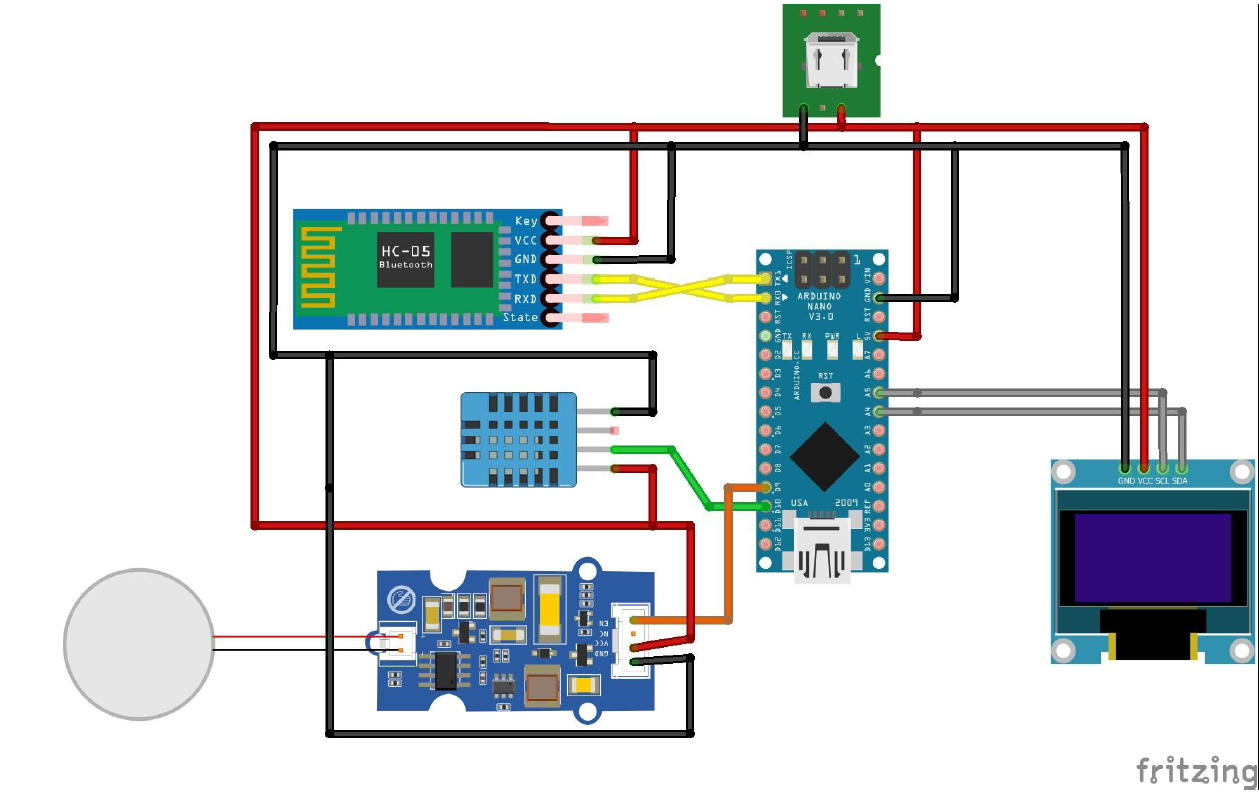 Key
VCC
GND
TXD
RXD
State
HC-05
Bluetooth
ICSP
1
ARDUINO
NANO
V3.0
TX RX PWR L
RST
ARDUINO.CC
USA 2009
TX1
RX0
RST
GND
D2
D3
D4
D5
D6
D7
D8
D9
D10
D11
D12
VIN
GND
RST
5V
A7
A6
A5
A4
A3
A2
A1
A0
REF
3V3
D13
EN
NC
VCC
GND
GND VCC SCL SDA
fritzing